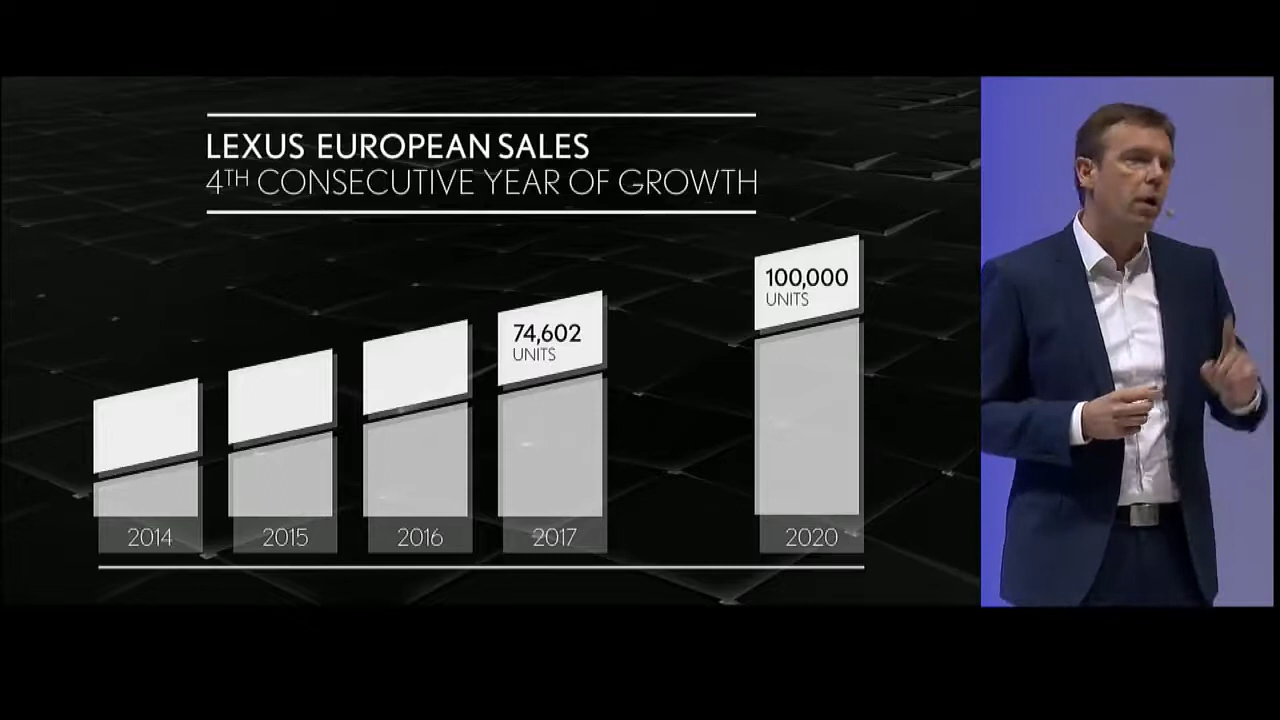 LEXUS EUROPEAN SALES
4TH CONSECUTIVE YEAR OF GROWTH
100,000
UNITS
74,602
UNITS
2014
2015
2016
2017
2020